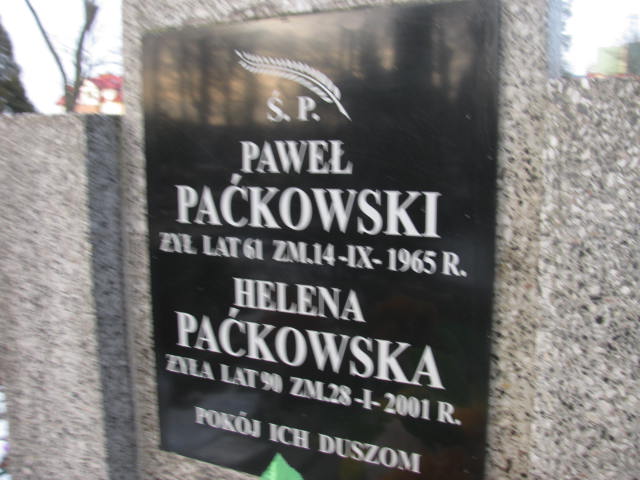 Ś. P.
PAWEŁ
PAĆKOWSKI
ŻYŁ LAT 61 ZM.14-IX-1965 R.
HELENA
PAĆKOWSKA
ŻYŁA LAT 90 ZM.28-I-2001 R.
POKÓJ ICH DUSZOM